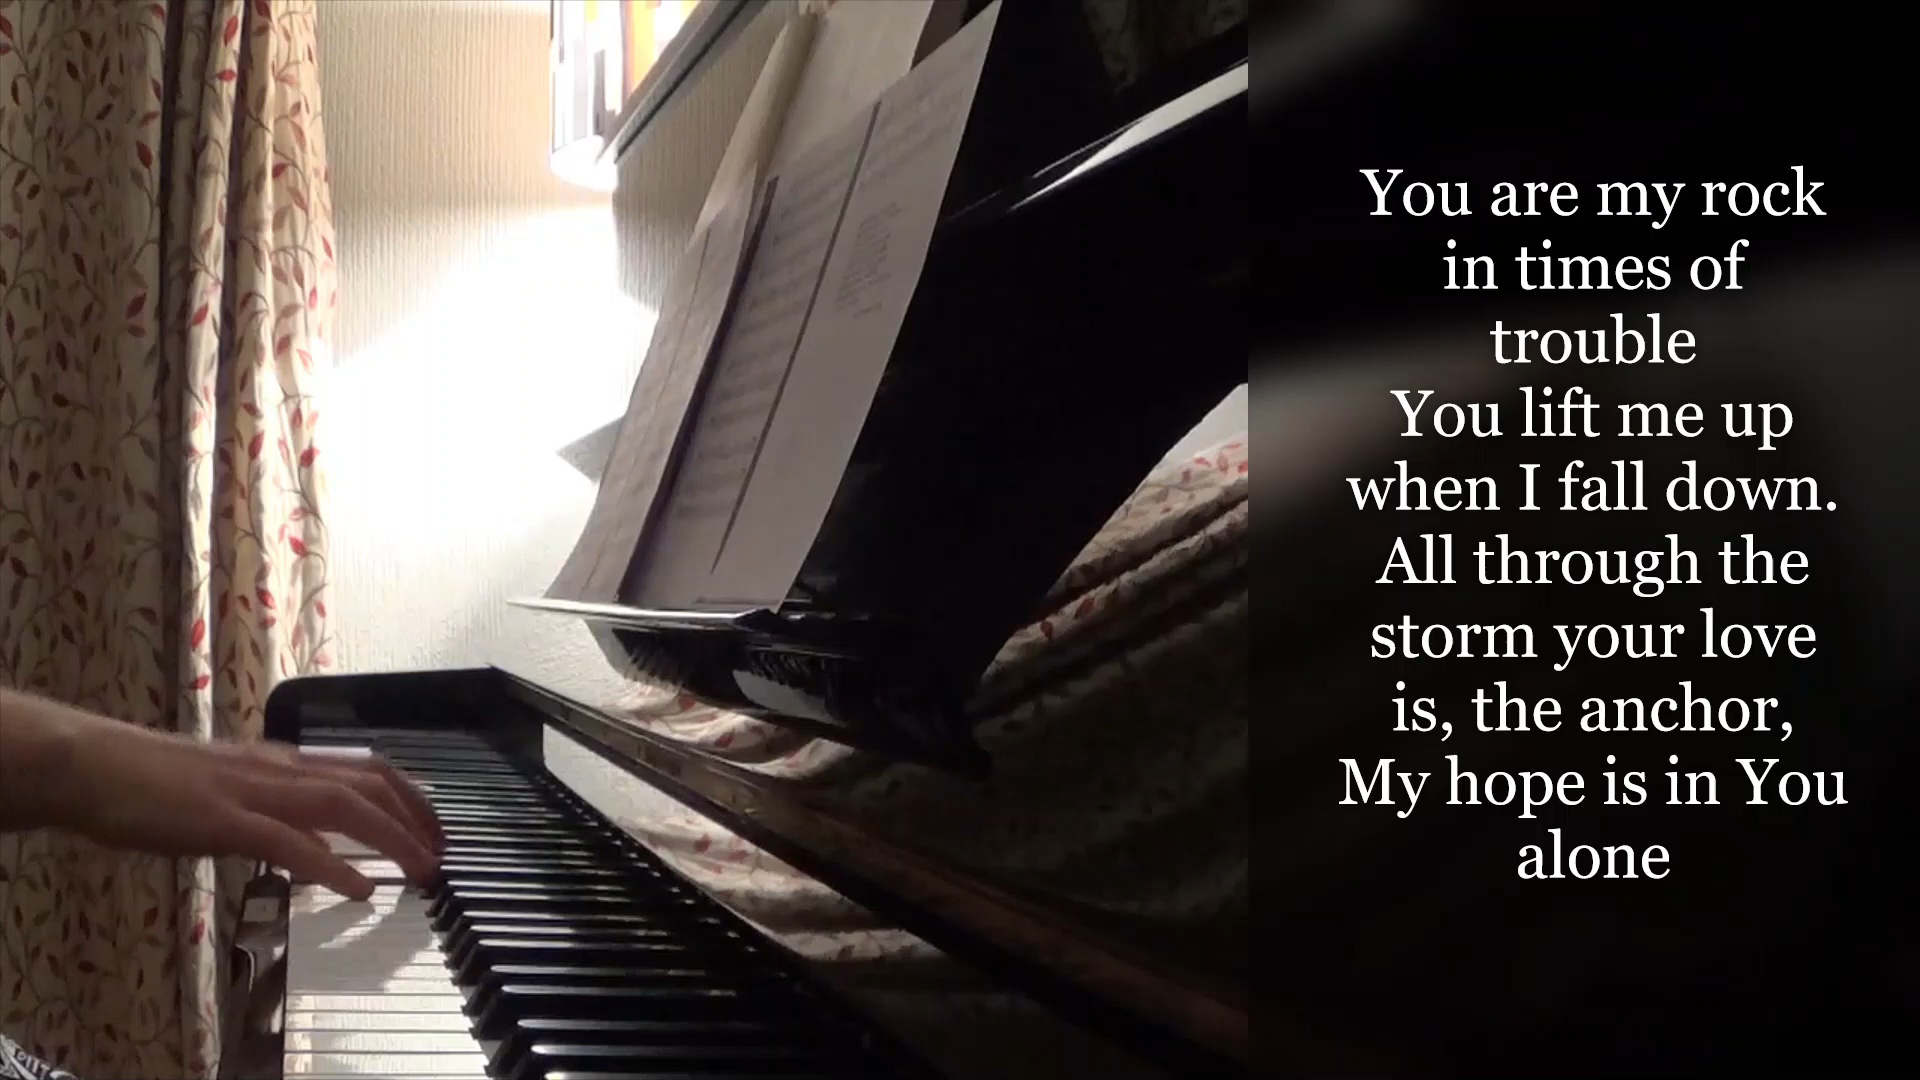 You are my rock
in times of
trouble
You lift me up
when I fall down.
All through the
storm your love
is, the anchor,
My hope is in You
alone